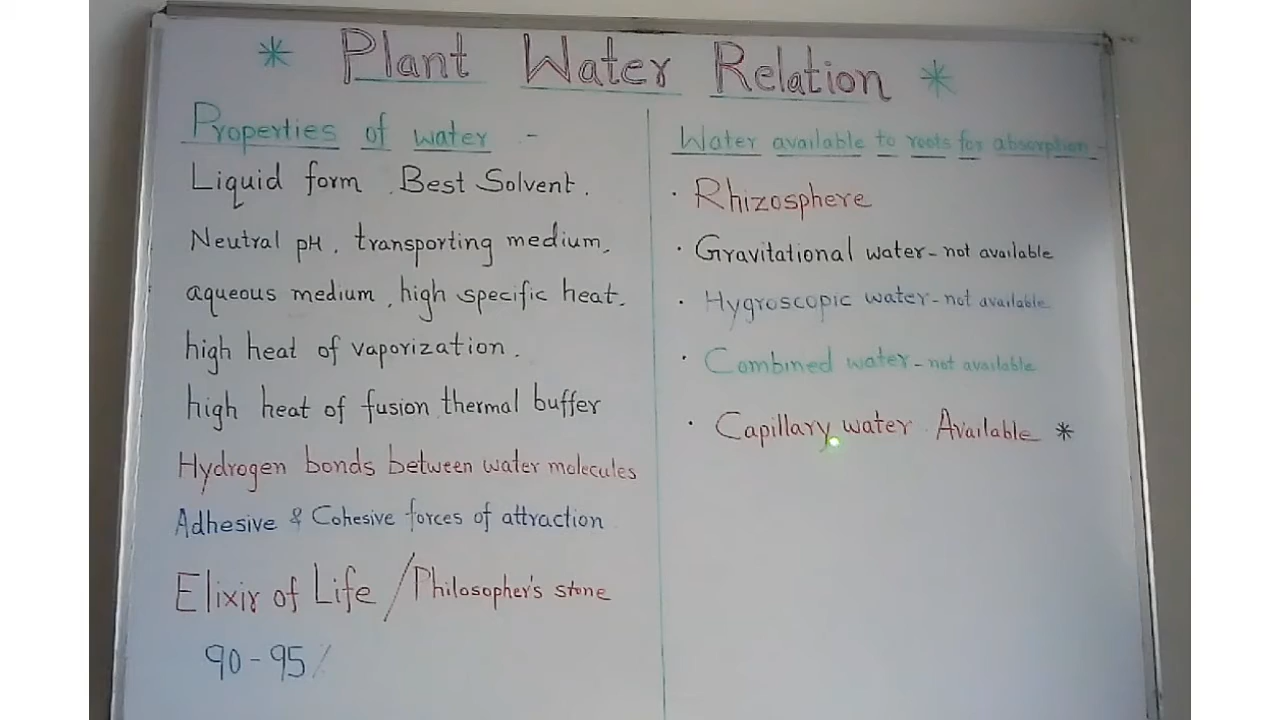 * Plant Water Relation *
Properties of water -
Liquid form. Best Solvent.
Neutral pH. transporting medium,
aqueous medium, high specific heat.
high heat of vaporization.
high heat of fusion thermal buffer
Hydrogen bonds between water molecules
Adhesive & Cohesive forces of attraction
Elixir of Life / Philosopher's stone
90-95%
Water available to roots for absorption-
· Rhizosphere
· Gravitational water - not available
· Hygroscopic water - not available
· Combined water - not available
· Capillary water. Available *